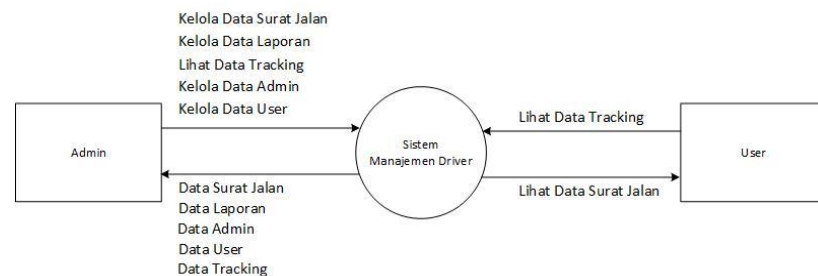 Kelola Data Surat Jalan
Kelola Data Laporan
Lihat Data Tracking
Kelola Data Admin
Kelola Data User
Admin
Sistem
Manajemen Driver
Lihat Data Tracking
User
Lihat Data Surat Jalan
Data Surat Jalan
Data Laporan
Data Admin
Data User
Data Tracking